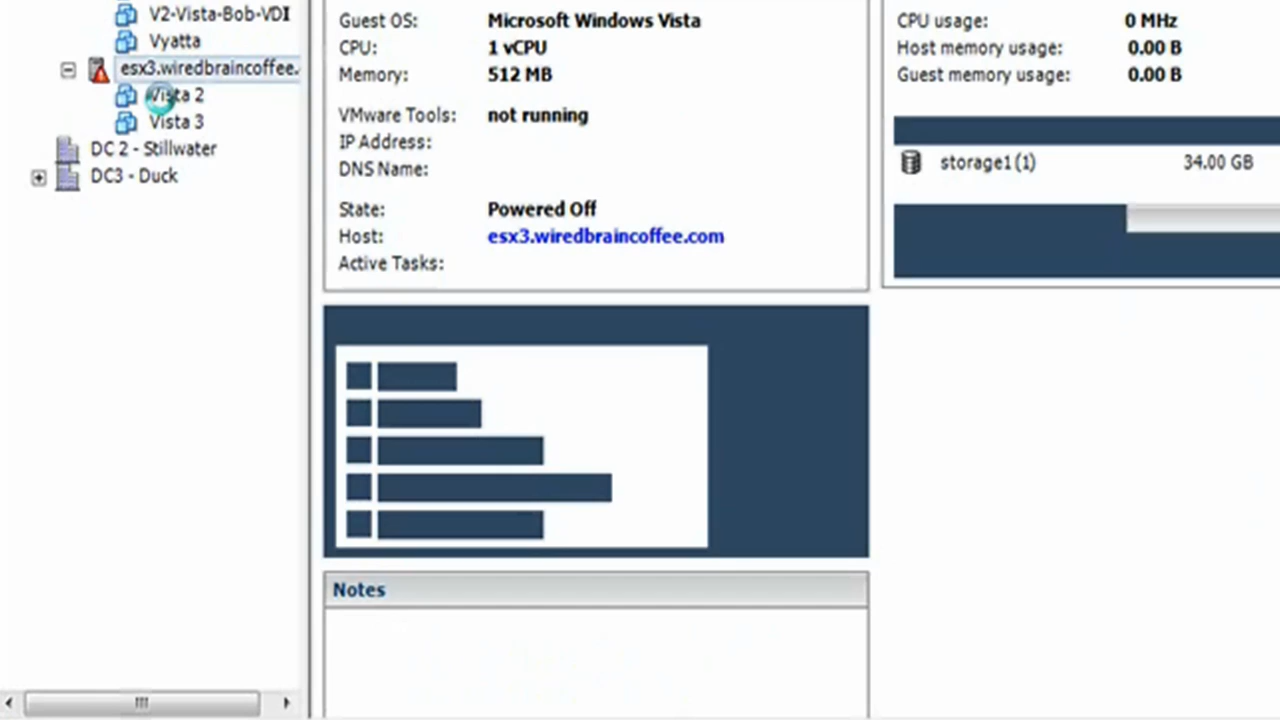 V2-Vista-Bob-VDI
Vyatta
esx3.wiredbraincoffee.
Vista 2
Vista 3
DC 2 - Stillwater
DC3 - Duck
Guest OS: Microsoft Windows Vista
CPU: 1 vCPU
Memory: 512 MB
VMware Tools: not running
IP Address:
DNS Name:
State: Powered Off
Host: esx3.wiredbraincoffee.com
Active Tasks:
Notes
CPU usage: 0 MHz
Host memory usage: 0.00 B
Guest memory usage: 0.00 B
storage1 (1) 34.00 GB